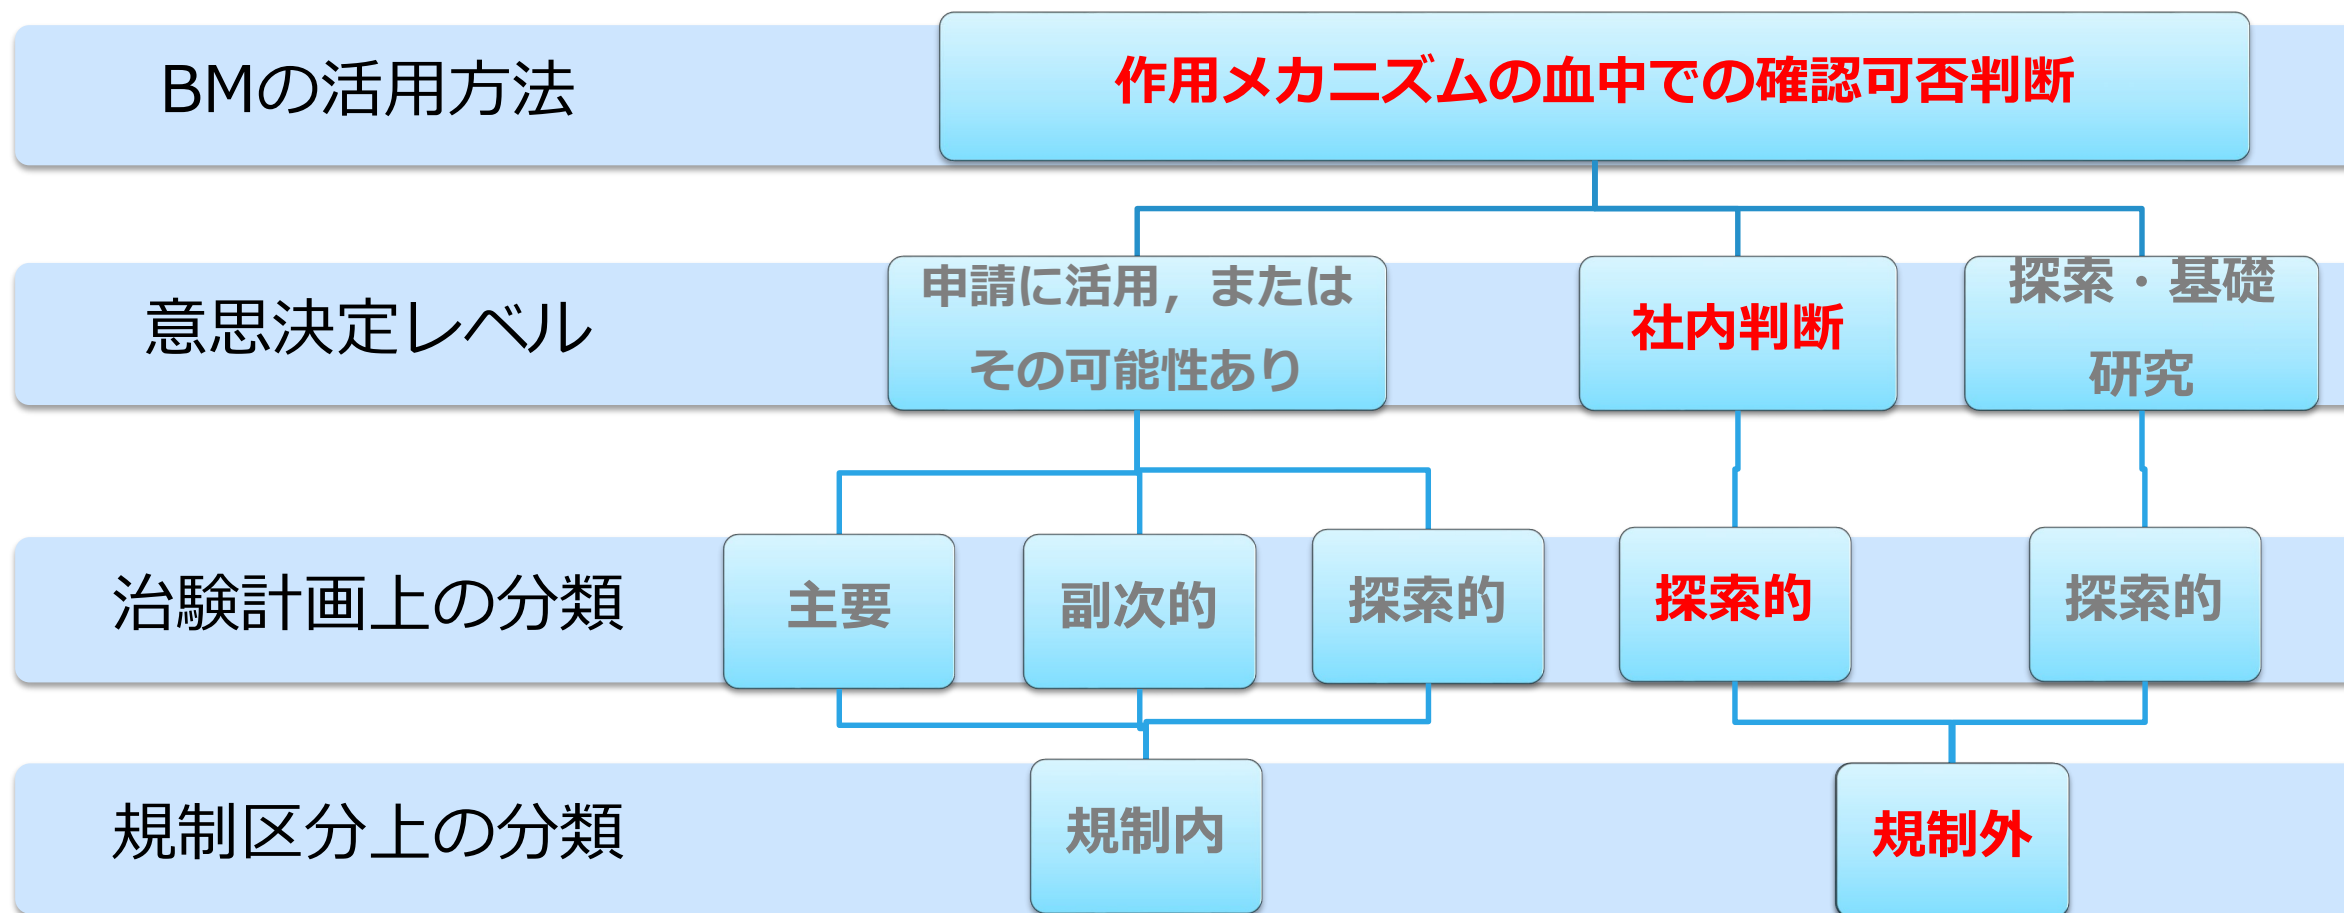 BMの活用方法
作用メカニズムの血中での確認可否判断
意思決定レベル
申請に活用，または
その可能性あり
社内判断
探索・基礎
研究
治験計画上の分類
主要
副次的
探索的
探索的
探索的
規制区分上の分類
規制内
規制外